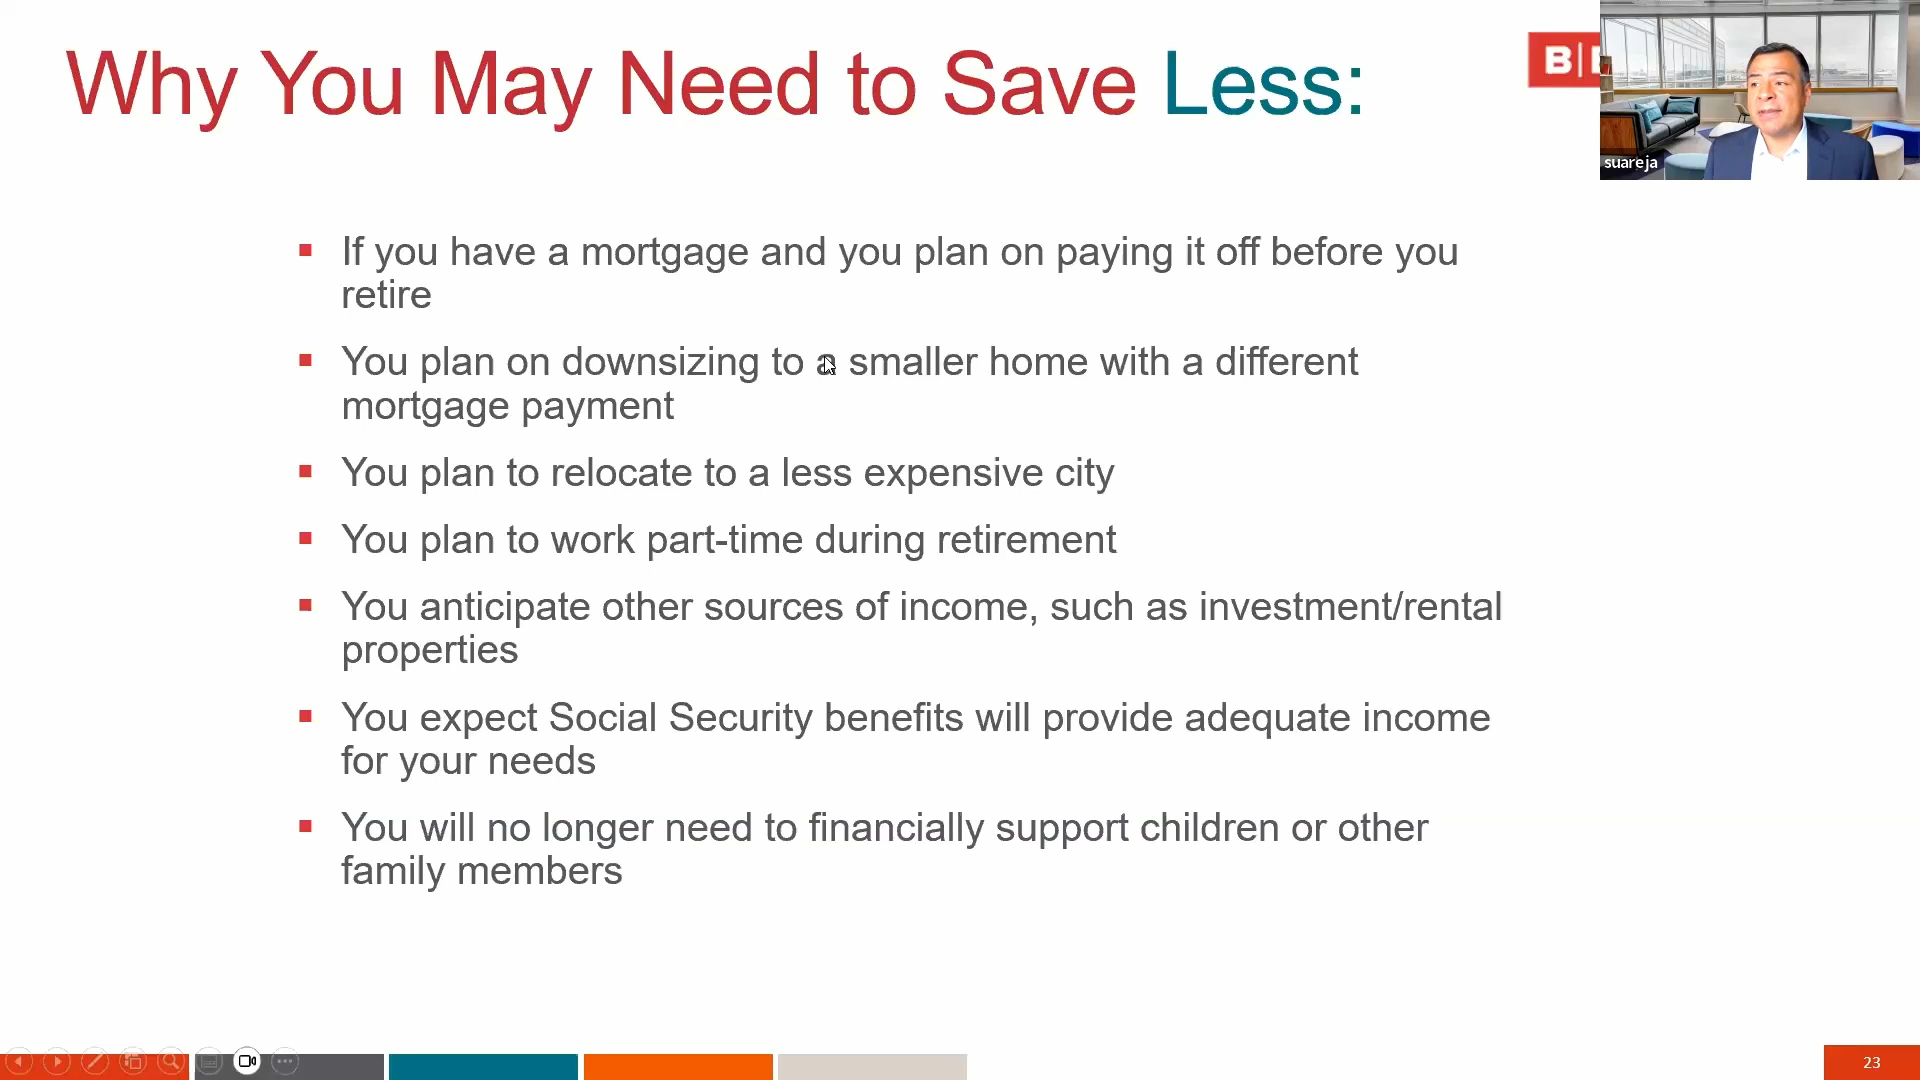 Why You May Need to Save Less:
B|
suareja
If you have a mortgage and you plan on paying it off before you
retire
You plan on downsizing to a smaller home with a different
mortgage payment
You plan to relocate to a less expensive city
You plan to work part-time during retirement
You anticipate other sources of income, such as investment/rental
properties
You expect Social Security benefits will provide adequate income
for your needs
You will no longer need to financially support children or other
family members
23